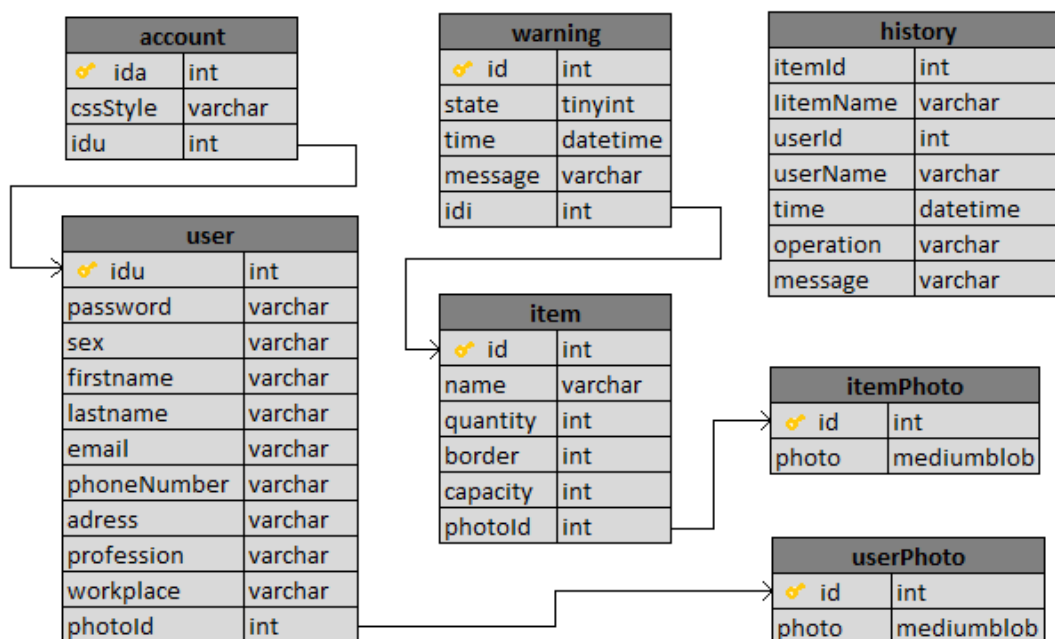 account
ida int
cssStyle varchar
idu int
warning
id int
state tinyint
time datetime
message varchar
idi int
history
itemId int
IitemName varchar
userId int
userName varchar
time datetime
operation varchar
message varchar
user
idu int
password varchar
sex varchar
firstname varchar
lastname varchar
email varchar
phoneNumber varchar
adress varchar
profession varchar
workplace varchar
photoId int
item
id int
name varchar
quantity int
border int
capacity int
photoId int
itemPhoto
id int
photo mediumblob
userPhoto
id int
photo mediumblob